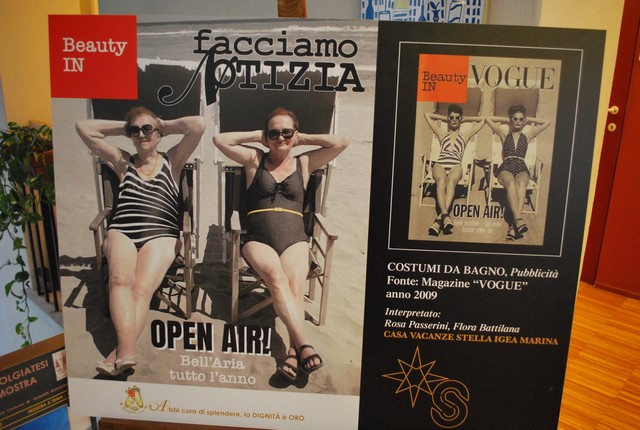 Beauty
IN
facciamo
NOTIZIA
OPEN AIR!
Bell'Aria
tutto l'anno
Abbi cura di splendere, la DIGNITÀ è ORO
Beauty
IN
VOGUE
OPEN AIR!
COSTUMI DA BAGNO, Pubblicità
Fonte: Magazine "VOGUE"
anno 2009
Interpretato:
Rosa Passerini, Flora Battilana
CASA VACANZE STELLA IGEA MARINA
S
OLGIATESI
MOSTRA